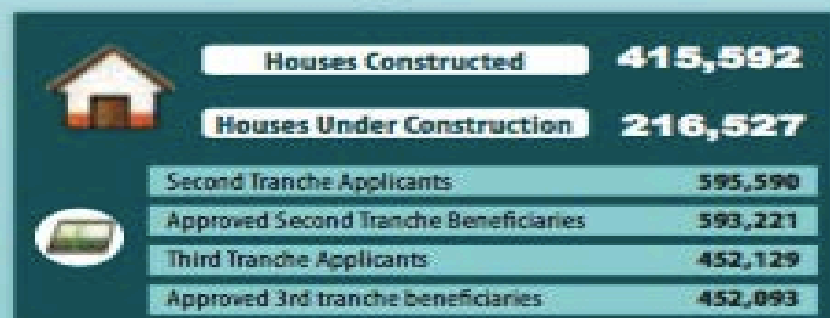 Houses Constructed 415,592
Houses Under Construction 216,527
Second Tranche Applicants 595,590
Approved Second Tranche Beneficiaries 593,221
Third Tranche Applicants 452,129
Approved 3rd tranche beneficiaries 452,093